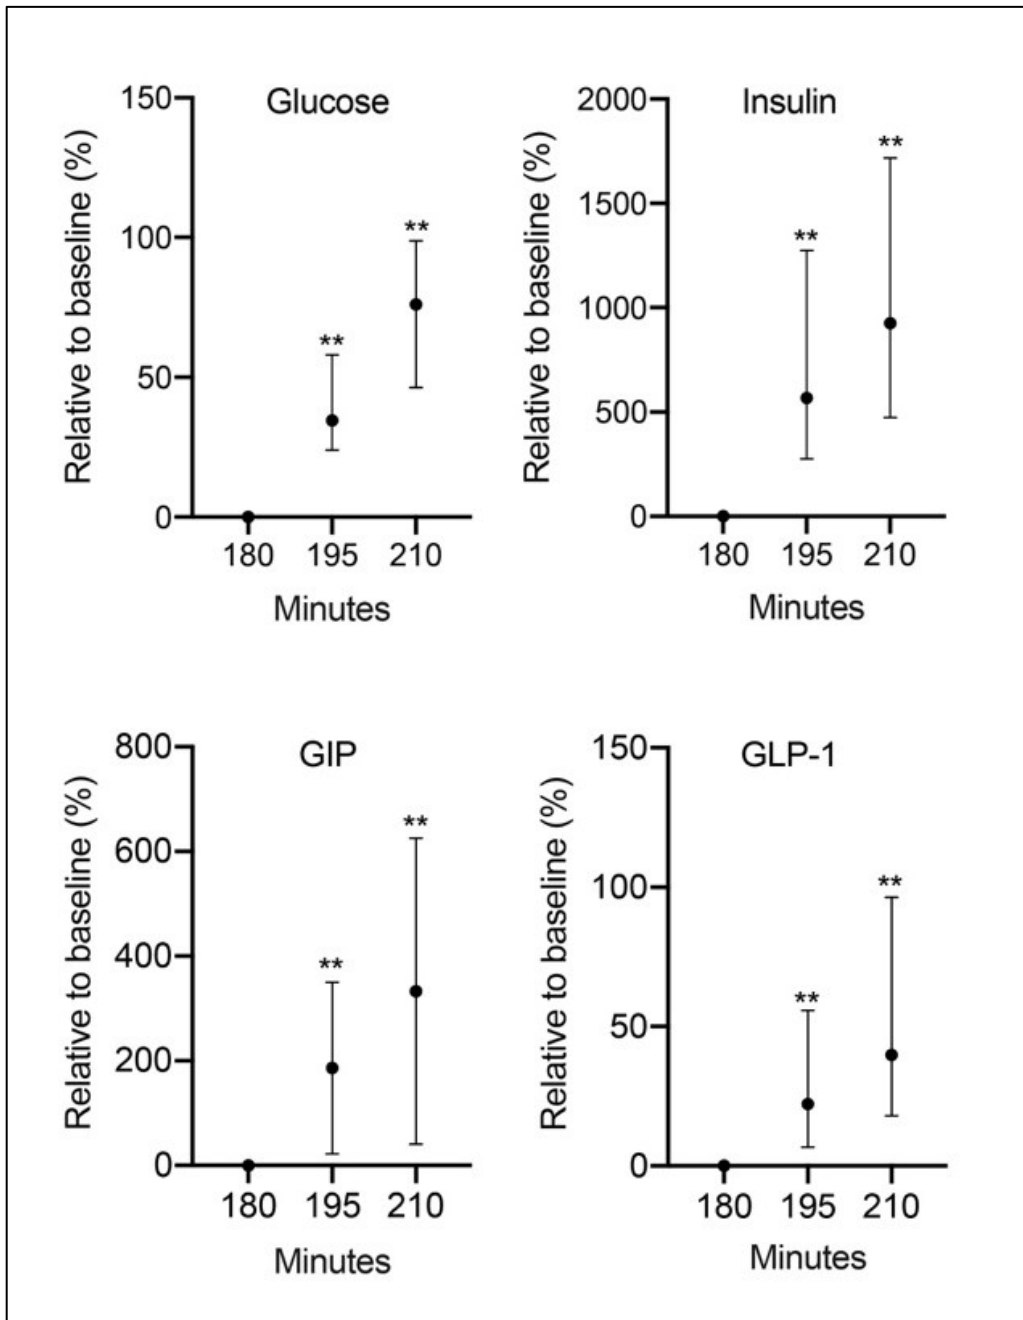 Glucose
Relative to baseline (%)
150
100
50
0
**
**
180 195 210
Minutes
Insulin
Relative to baseline (%)
2000
1500
1000
500
0
**
**
180 195 210
Minutes
GIP
Relative to baseline (%)
800
600
400
200
0
**
**
180 195 210
Minutes
GLP-1
Relative to baseline (%)
150
100
50
0
**
**
180 195 210
Minutes